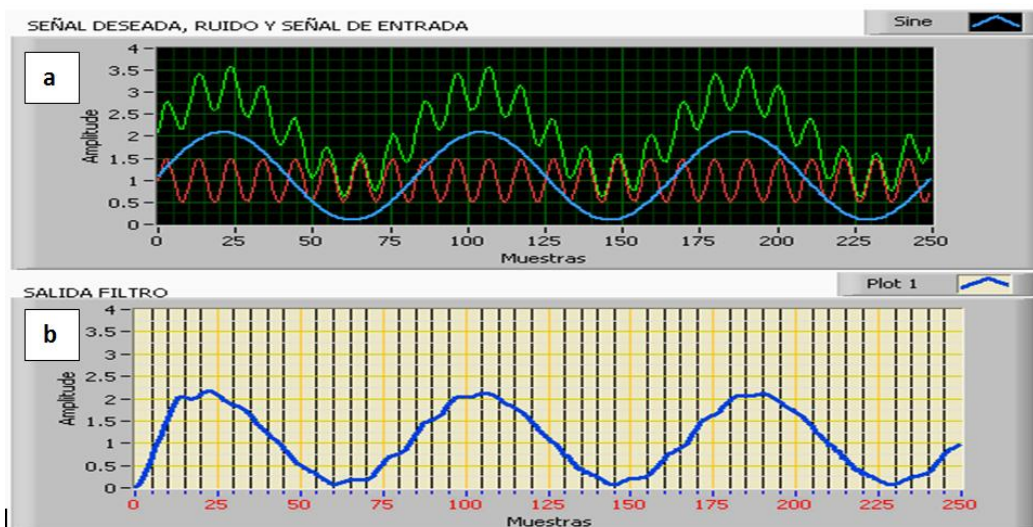 SEÑAL DESEADA, RUIDO Y SEÑAL DE ENTRADA
Sine
a
Amplitude
4
3.5
3
2.5
2
1.5
1
0.5
0
0 25 50 75 100 125 150 175 200 225 250
Muestras
SALIDA FILTRO
Plot 1
b
Amplitude
4
3.5
3
2.5
2
1.5
1
0.5
0
0 25 50 75 100 125 150 175 200 225 250
Muestras